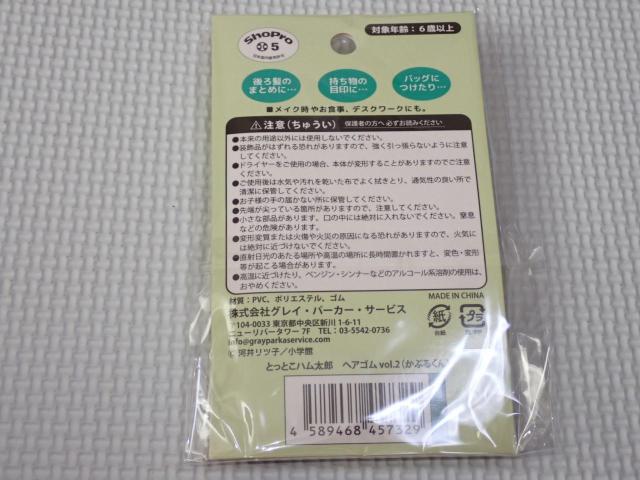 ShoPro
5
対象年齢：6歳以上
後ろ髪の
まとめに…
持ち物の
目印に…
バッグに
つけたり…
■メイク時やお食事、デスクワークにも。
注意(ちゅうい) 保護者の方へ 必ずお読みください
●本来の用途以外には使用しないでください。
●装飾品がはずれる恐れがありますので、強く引っ張らないように注意
してください。
●ドライヤーをご使用の場合、本体が変形することがありますのでご注意
ください。
●ご使用後は水気や汚れを乾いた布でよく拭きとり、通気性の良い所で
清潔に保管してください。
●お子様の手の届かない所に保管してください。
●先端が尖っている箇所がありますので、注意してください。
●小さな部品があります。口の中には絶対に入れないでください。窒息
などの危険があります。
●変形変質または火傷や火災の原因になる恐れがありますので、火気に
は絶対に近づけないでください。
●直射日光のあたる場所や高温の場所に長時間置かれますと、変色・変形
等が起こる場合があります。
●高温に近づけたり、ベンジン・シンナーなどのアルコール系溶剤の使用は、
おやめください。
材質：PVC、ポリエステル、ゴム
MADE IN CHINA
株式会社グレイ・パーカー・サービス
〒104-0033 東京都中央区新川 1-6-11
ニューリバータワー 7F TEL：03-5542-0736
info@grayparkaservice.com
紙
台紙
プラ
© 河井リツ子／小学館
とっとこハム太郎 ヘアゴム vol.2 (かぶるくん)
4 589468 457329